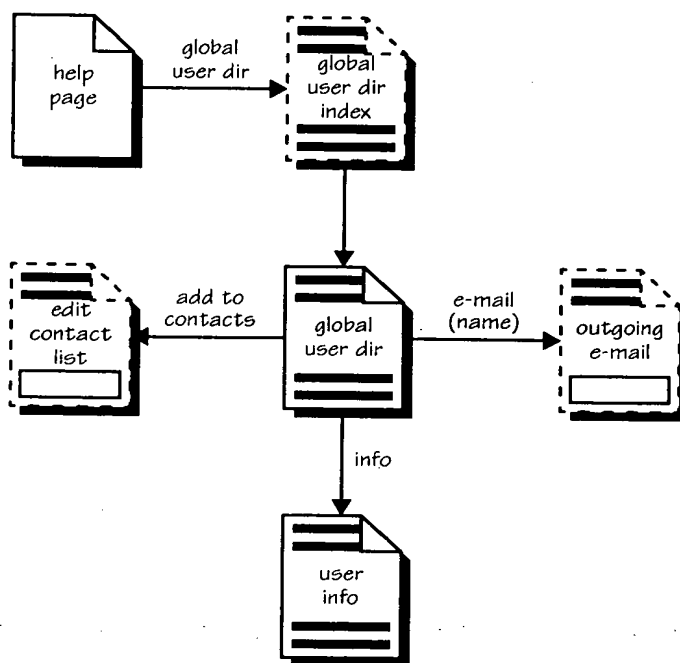 help
page
global
user dir
global
user dir
index
edit
contact
list
add to
contacts
global
user dir
e-mail
(name)
outgoing
e-mail
info
user
info